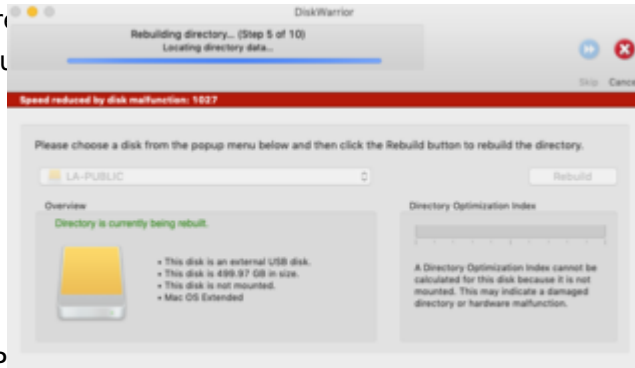 DiskWarrior
Rebuilding directory... (Step 5 of 10)
Locating directory data...
Skip Cance
Speed reduced by disk malfunction: 1027
Please choose a disk from the popup menu below and then click the Rebuild button to rebuild the directory.
LA-PUBLIC
Rebuild
Overview
Directory is currently being rebuilt.
• This disk is an external USB disk.
• This disk is 499.97 GB in size.
• This disk is not mounted.
• Mac OS Extended
Directory Optimization Index
A Directory Optimization Index cannot be
calculated for this disk because it is not
mounted. This may indicate a damaged
directory or hardware malfunction.